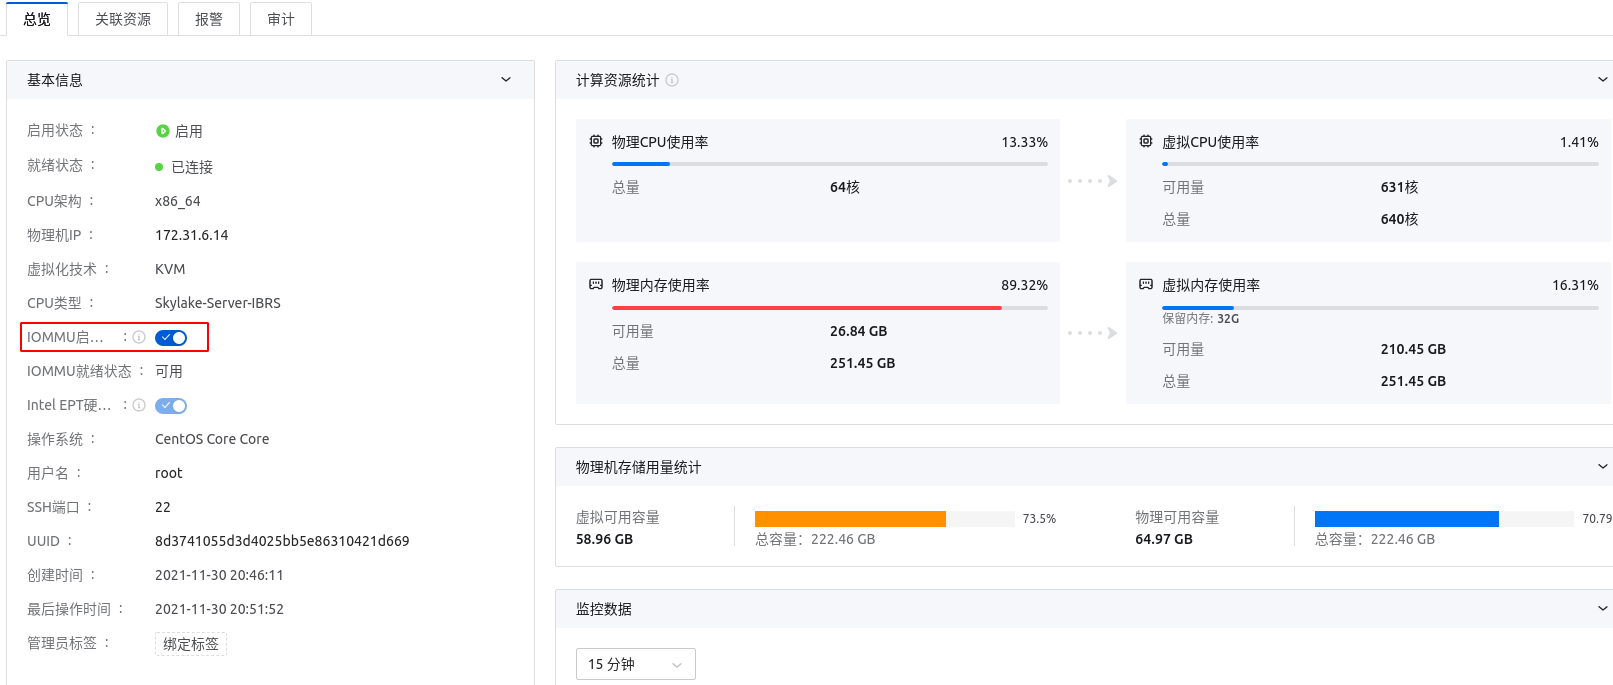 总览 关联资源 报警 审计
基本信息
启用状态 ： 启用
就绪状态 ： 已连接
CPU架构 ： x86_64
物理机IP ： 172.31.6.14
虚拟化技术 ： KVM
CPU类型 ： Skylake-Server-IBRS
IOMMU启... ：
IOMMU就绪状态 ： 可用
Intel EPT硬... ：
操作系统 ： CentOS Core Core
用户名 ： root
SSH端口 ： 22
UUID ： 8d3741055d3d4025bb5e86310421d669
创建时间 ： 2021-11-30 20:46:11
最后操作时间 ： 2021-11-30 20:51:52
管理员标签 ： 绑定标签
计算资源统计
物理CPU使用率 13.33%
总量 64核
虚拟CPU使用率 1.41%
可用量 631核
总量 640核
物理内存使用率 89.32%
可用量 26.84 GB
总量 251.45 GB
虚拟内存使用率 16.31%
保留内存: 32G
可用量 210.45 GB
总量 251.45 GB
物理机存储用量统计
虚拟可用容量
58.96 GB
73.5%
总容量：222.46 GB
物理可用容量
64.97 GB
70.79
总容量：222.46 GB
监控数据
15 分钟